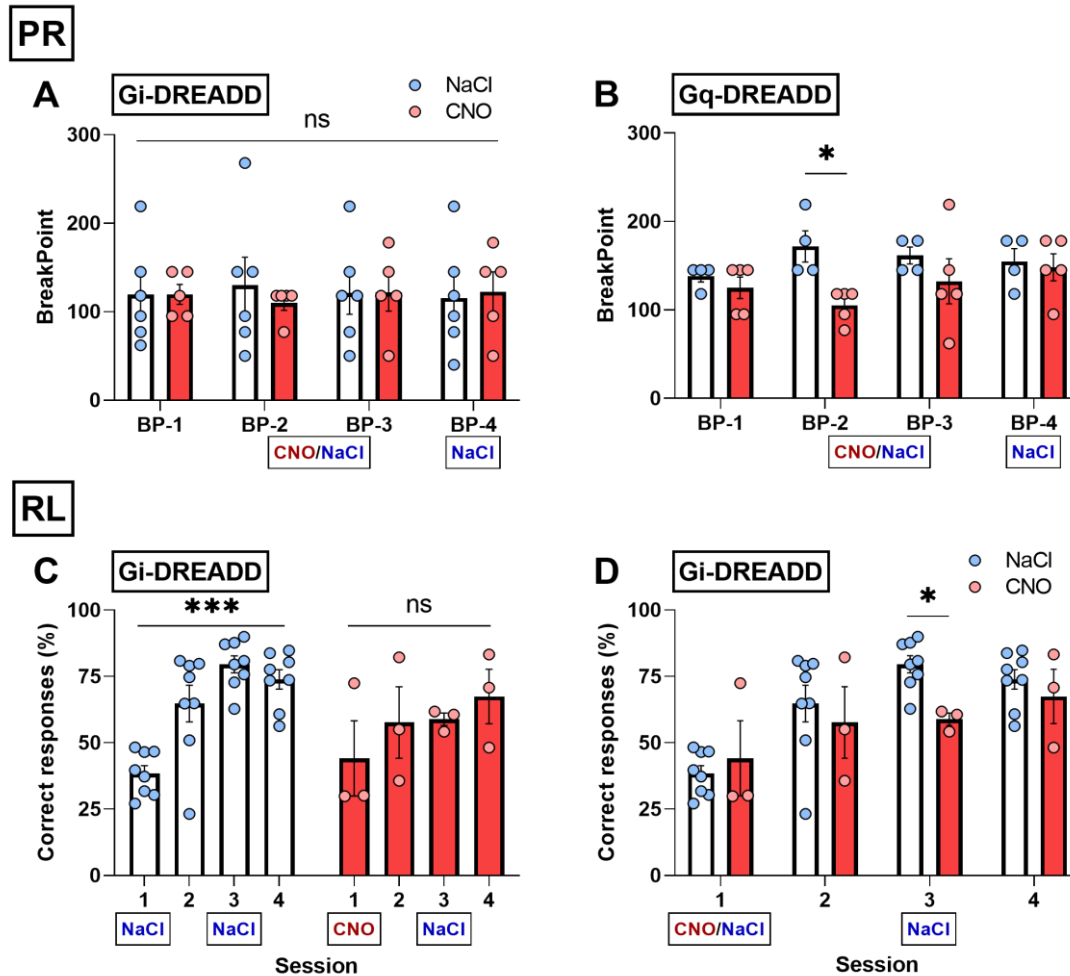 PR
A Gi-DREADD
NaCl
CNO
ns
300
200
100
0
BreakPoint
BP-1 BP-2 BP-3 BP-4
CNO/NaCl NaCl
B Gq-DREADD
*
300
200
100
0
BreakPoint
BP-1 BP-2 BP-3 BP-4
CNO/NaCl NaCl
RL
C Gi-DREADD
*** ns
100
75
50
25
0
Correct responses (%)
1 2 3 4 1 2 3 4
NaCl NaCl CNO NaCl
Session
D Gi-DREADD
NaCl
CNO
*
100
75
50
25
0
Correct responses (%)
1 2 3 4
CNO/NaCl NaCl
Session